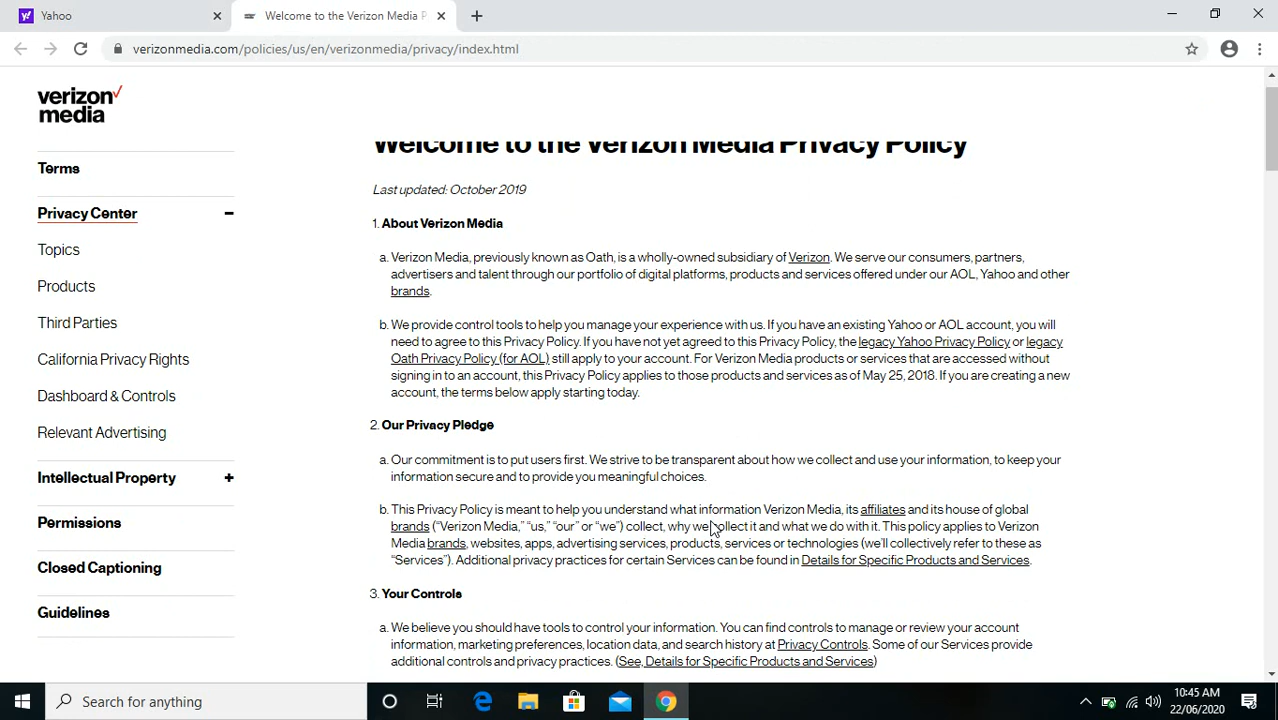 Yahoo
Welcome to the Verizon Media P
verizonmedia.com/policies/us/en/verizonmedia/privacy/index.html
verizon
media
Terms
Privacy Center
Topics
Products
Third Parties
California Privacy Rights
Dashboard & Controls
Relevant Advertising
Intellectual Property
Permissions
Closed Captioning
Guidelines
Welcome to the Verizon Media Privacy Policy
Last updated: October 2019
1. About Verizon Media
a. Verizon Media, previously known as Oath, is a wholly-owned subsidiary of Verizon. We serve our consumers, partners,
advertisers and talent through our portfolio of digital platforms, products and services offered under our AOL, Yahoo and other
brands.
b. We provide control tools to help you manage your experience with us. If you have an existing Yahoo or AOL account, you will
need to agree to this Privacy Policy. If you have not yet agreed to this Privacy Policy, the legacy Yahoo Privacy Policy or legacy
Oath Privacy Policy (for AOL) still apply to your account. For Verizon Media products or services that are accessed without
signing in to an account, this Privacy Policy applies to those products and services as of May 25, 2018. If you are creating a new
account, the terms below apply starting today.
2. Our Privacy Pledge
a. Our commitment is to put users first. We strive to be transparent about how we collect and use your information, to keep your
information secure and to provide you meaningful choices.
b. This Privacy Policy is meant to help you understand what information Verizon Media, its affiliates and its house of global
brands (“Verizon Media,” “us,” “our” or “we”) collect, why we collect it and what we do with it. This policy applies to Verizon
Media brands, websites, apps, advertising services, products, services or technologies (we’ll collectively refer to these as
“Services”). Additional privacy practices for certain Services can be found in Details for Specific Products and Services.
3. Your Controls
a. We believe you should have tools to control your information. You can find controls to manage or review your account
information, marketing preferences, location data, and search history at Privacy Controls. Some of our Services provide
additional controls and privacy practices. (See, Details for Specific Products and Services)
Search for anything
10:45 AM
22/06/2020